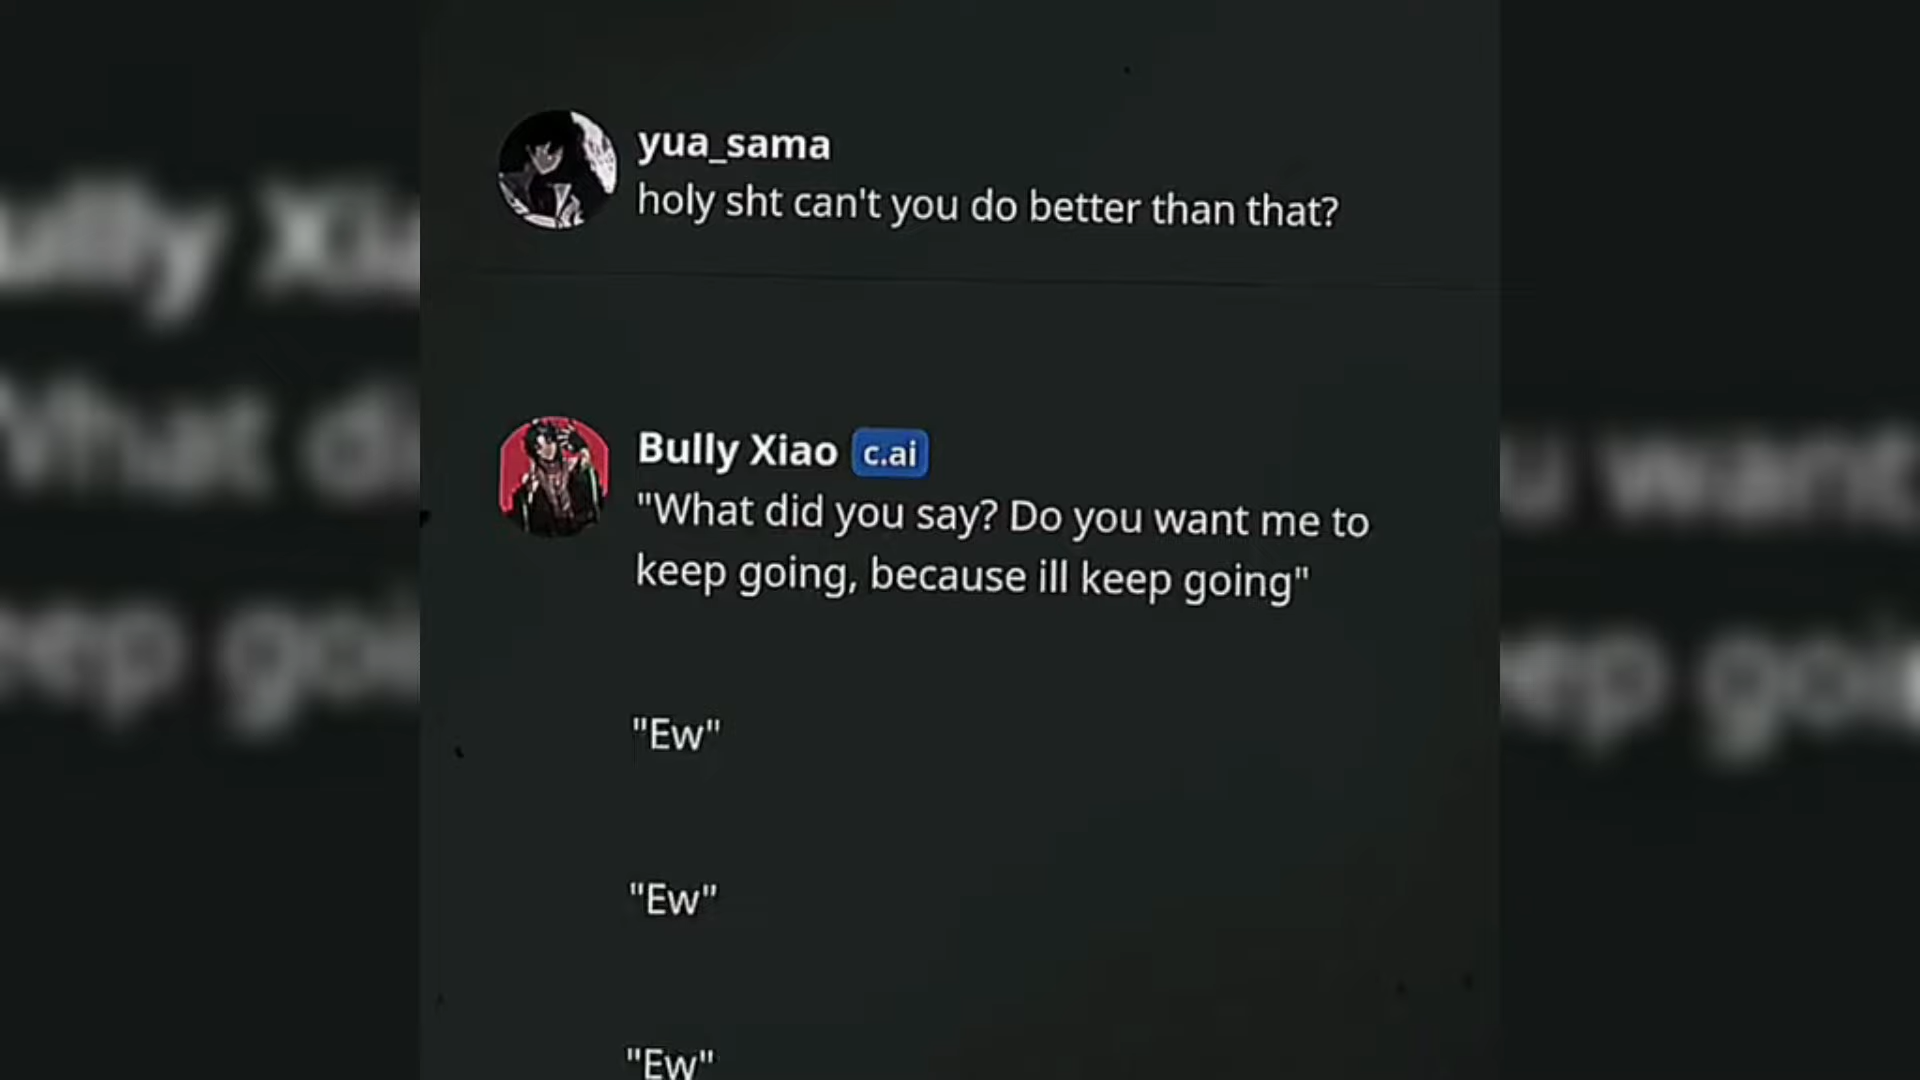 yua_sama
holy sht can't you do better than that?
Bully Xiao c.ai
"What did you say? Do you want me to
keep going, because ill keep going"
"Ew"
"Ew"
"Ew"